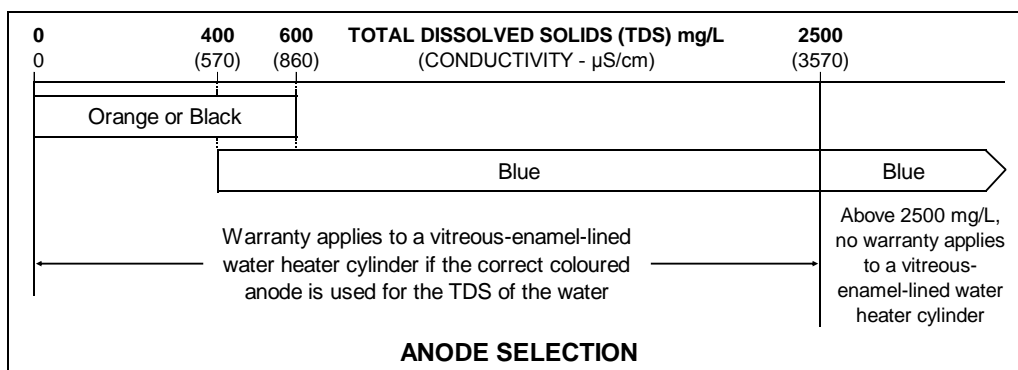 0 400 600 TOTAL DISSOLVED SOLIDS (TDS) mg/L 2500
0 (570) (860) (CONDUCTIVITY - µS/cm) (3570)
Orange or Black
Blue Blue
Warranty applies to a vitreous-enamel-lined
water heater cylinder if the correct coloured
anode is used for the TDS of the water
Above 2500 mg/L,
no warranty applies
to a vitreous-
enamel-lined water
heater cylinder
ANODE SELECTION